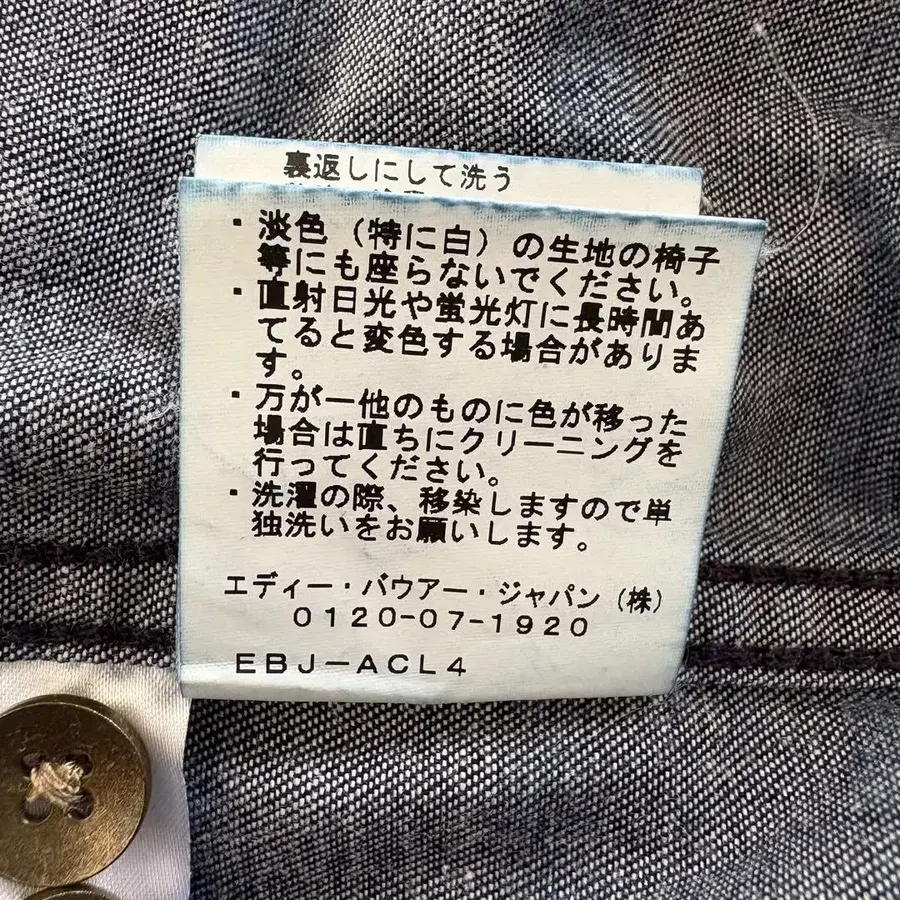 裏返しにして洗う
・淡色（特に白）の生地の椅子
等にも座らないでください。
・直射日光や蛍光灯に長時間あ
てると変色する場合がありま
す。
・万が一他のものに色が移った
場合は直ちにクリーニングを
行ってください。
・洗濯の際、移染しますので単
独洗いをお願いします。
エディー・バウアー・ジャパン（株）
0120-07-1920
EBJ-ACL4